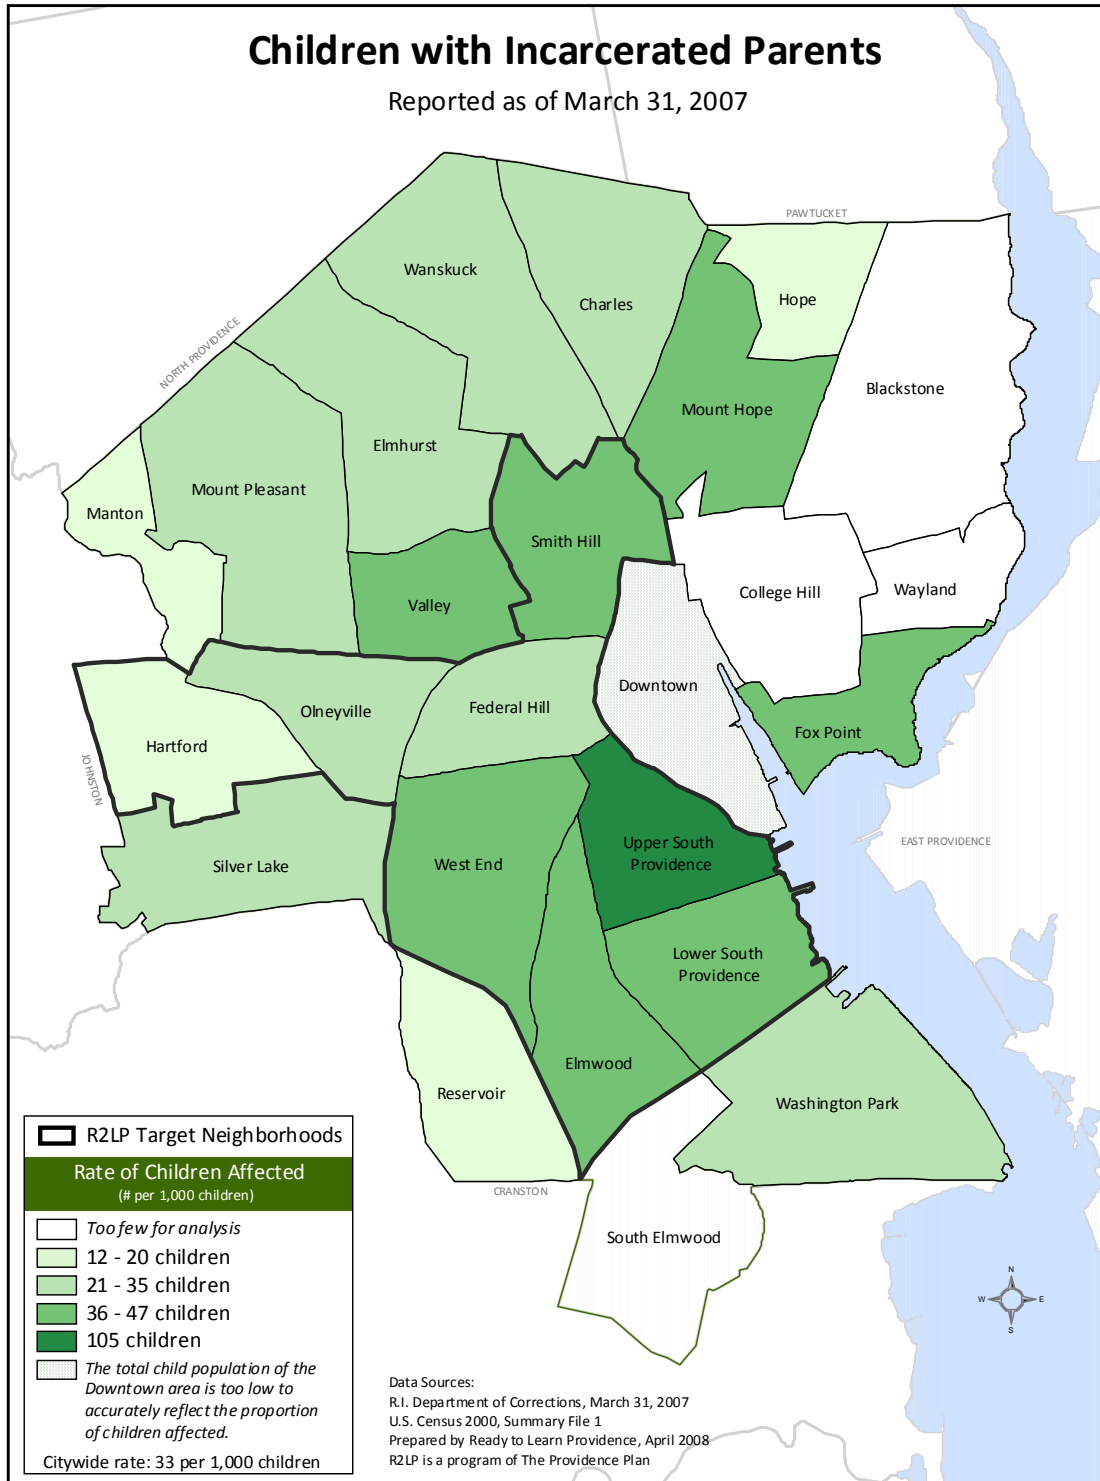 Children with Incarcerated Parents
Reported as of March 31, 2007
PAWTUCKET
Wanskuck
Charles
Hope
NORTH PROVIDENCE
Blackstone
Mount Hope
Elmhurst
Mount Pleasant
Manton
Smith Hill
College Hill
Wayland
Valley
Downtown
Federal Hill
Olneyville
Fox Point
Hartford
JOHNSTON
EAST PROVIDENCE
Upper South
Providence
Silver Lake
West End
Lower South
Providence
Elmwood
Reservoir
Washington Park
CRANSTON
South Elmwood
R2LP Target Neighborhoods
Rate of Children Affected
(# per 1,000 children)
Too few for analysis
12 - 20 children
21 - 35 children
36 - 47 children
105 children
The total child population of the
Downtown area is too low to
accurately reflect the proportion
of children affected.
Citywide rate: 33 per 1,000 children
Data Sources:
R.I. Department of Corrections, March 31, 2007
U.S. Census 2000, Summary File 1
Prepared by Ready to Learn Providence, April 2008
R2LP is a program of The Providence Plan
N
W E
S